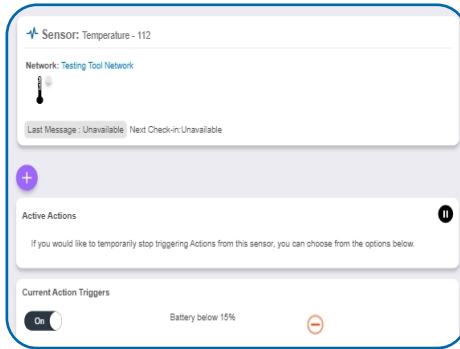 Sensor: Temperature - 112
Network: Testing Tool Network
Last Message : Unavailable Next Check-in:Unavailable
Active Actions
If you would like to temporarily stop triggering Actions from this sensor, you can choose from the options below.
Current Action Triggers
On Battery below 15%